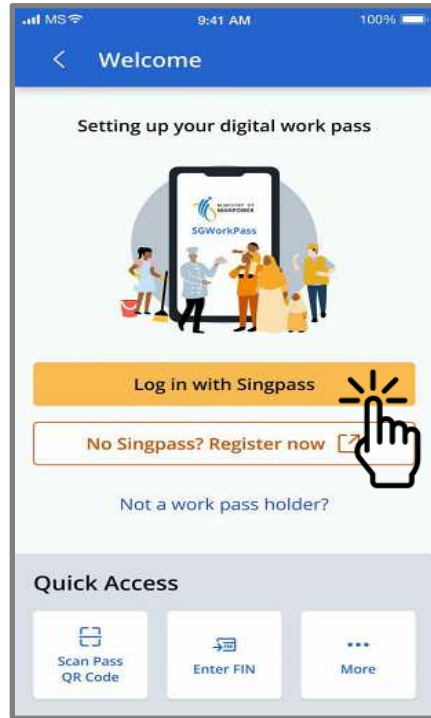 MS 9:41 AM 100%
Welcome
Setting up your digital work pass
MINISTRY OF
MANPOWER
SGWorkPass
Log in with Singpass
No Singpass? Register now
Not a work pass holder?
Quick Access
Scan Pass
QR Code
Enter FIN
More